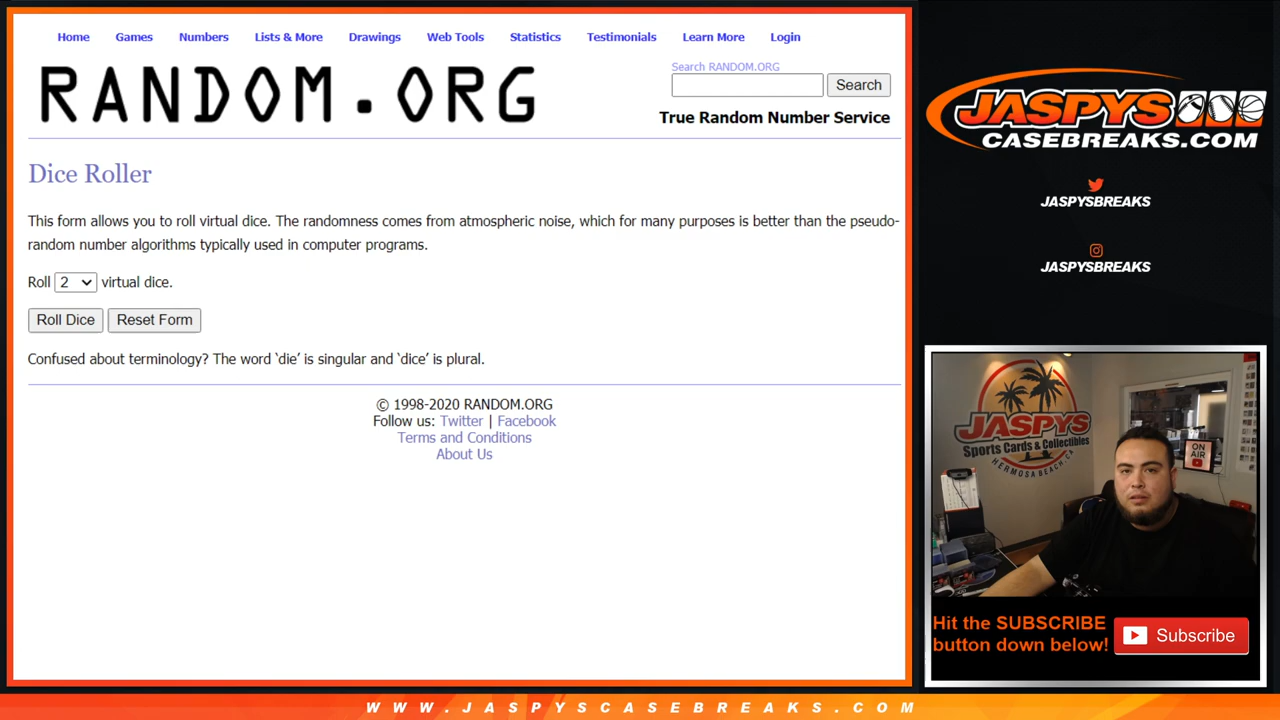 Home Games Numbers Lists & More Drawings Web Tools Statistics Testimonials Learn More Login
RANDOM.ORG
Search RANDOM.ORG
Search
True Random Number Service
Dice Roller
This form allows you to roll virtual dice. The randomness comes from atmospheric noise, which for many purposes is better than the pseudo-
random number algorithms typically used in computer programs.
Roll 2 virtual dice.
Roll Dice Reset Form
Confused about terminology? The word ‘die’ is singular and ‘dice’ is plural.
© 1998-2020 RANDOM.ORG
Follow us: Twitter | Facebook
Terms and Conditions
About Us
JASPYS
CASEBREAKS.COM
JASPYSBREAKS
JASPYSBREAKS
JASPYS
Sports Cards & Collectibles
HERMOSA BEACH, CA
ON
AIR
Hit the SUBSCRIBE
button down below!
Subscribe
WWW.JASPYSCASEBREAKS.COM